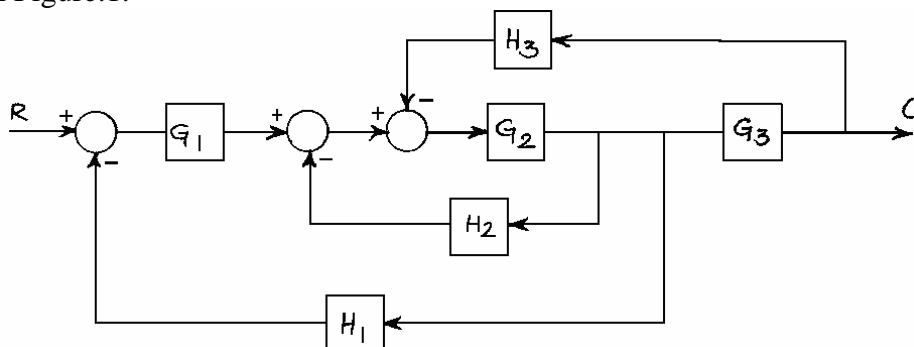 Figure.1.
H3
R + G1 + + G2 G3 C
- - -
H2
H1